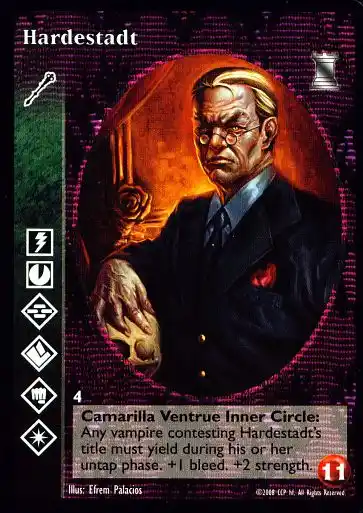 Hardestadt
4
Camarilla Ventrue Inner Circle:
Any vampire contesting Hardestadt's
title must yield during his or her
untap phase. +1 bleed. +2 strength.
11
Illus: Efrem Palacios
©2008 CCP hf. All Rights Reserved.